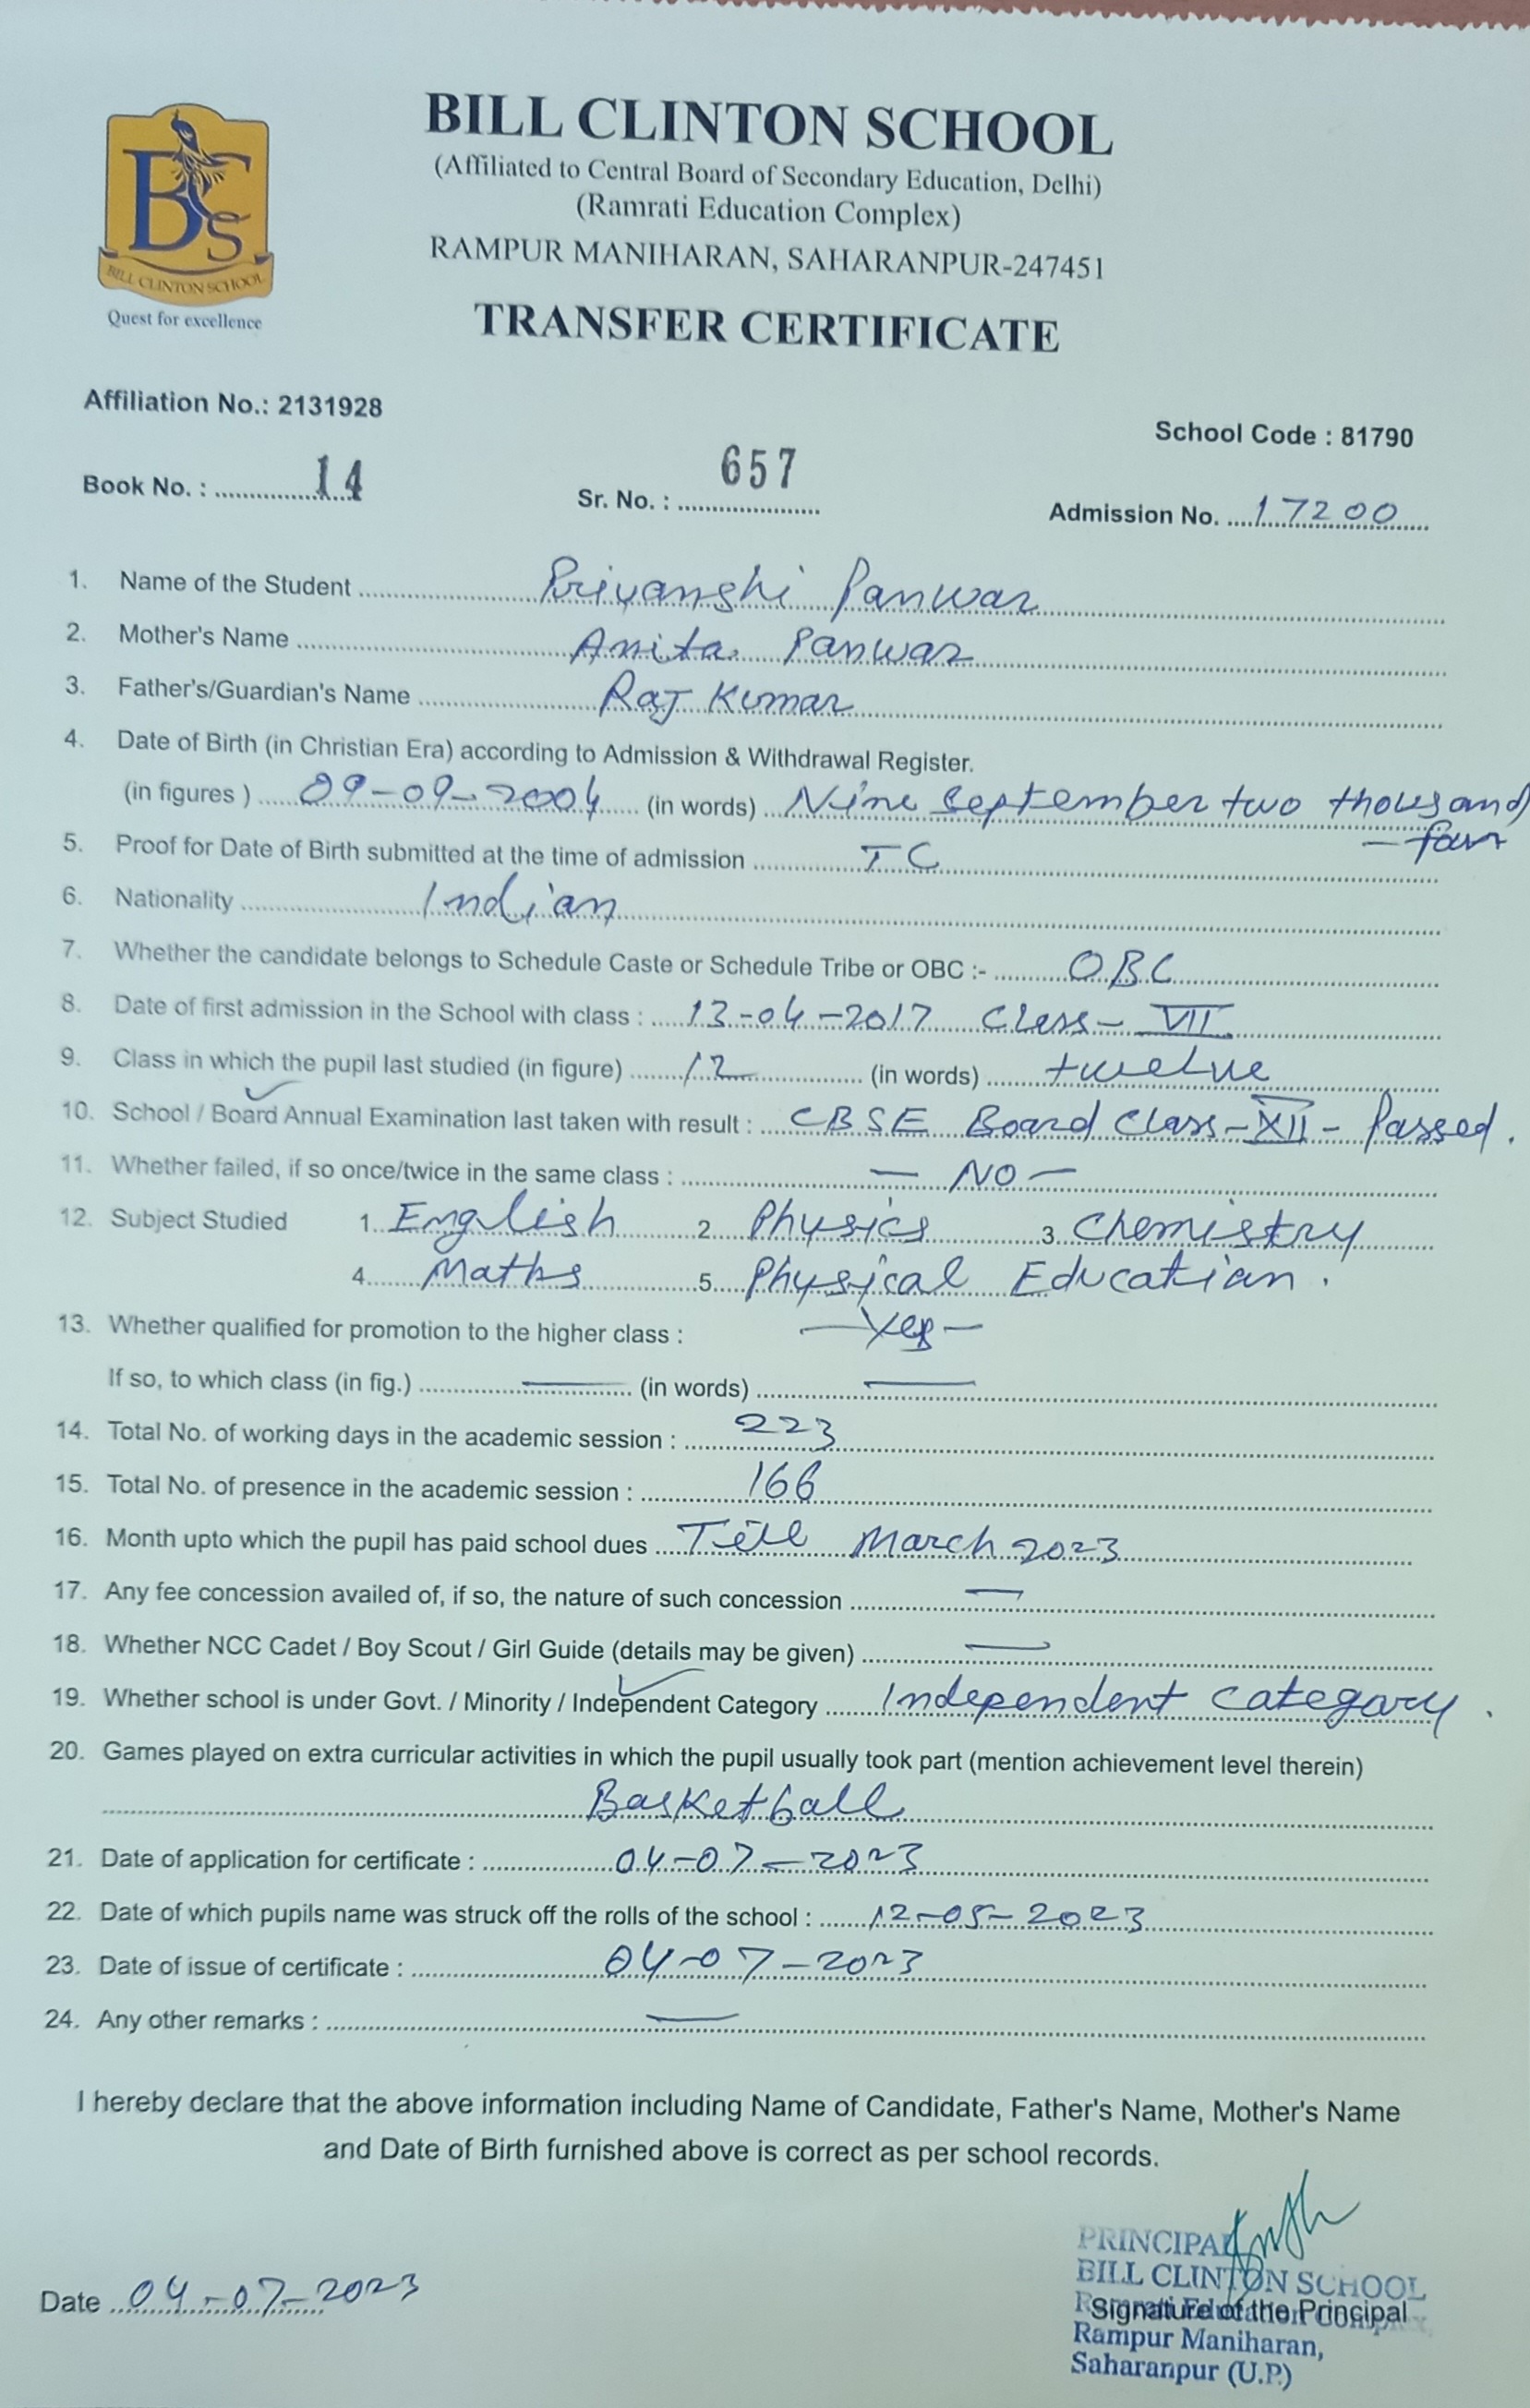 BILL CLINTON SCHOOL
(Affiliated to Central Board of Secondary Education, Delhi)
(Ramrati Education Complex)
RAMPUR MANIHARAN, SAHARANPUR-247451
BCS
BILL CLINTON SCHOOL
Quest for excellence
TRANSFER CERTIFICATE
Affiliation No.: 2131928
School Code : 81790
Book No. : 14 Sr. No. : 657 Admission No. 17200
1. Name of the Student Priyanshi Panwar
2. Mother's Name Anita Panwar
3. Father's/Guardian's Name Raj Kumar
4. Date of Birth (in Christian Era) according to Admission & Withdrawal Register.
(in figures ) 09-09-2004 (in words) Nine September two thousand
- four
5. Proof for Date of Birth submitted at the time of admission TC
6. Nationality Indian
7. Whether the candidate belongs to Schedule Caste or Schedule Tribe or OBC :- OBC
8. Date of first admission in the School with class : 13-04-2017 Class- VII
9. Class in which the pupil last studied (in figure) 12 (in words) twelve
10. School / Board Annual Examination last taken with result : CBSE Board Class-XII- Passed.
11. Whether failed, if so once/twice in the same class : - NO -
12. Subject Studied 1. English 2. Physics 3. Chemistry
4. Maths 5. Physical Education.
13. Whether qualified for promotion to the higher class : - Yes -
If so, to which class (in fig.) — (in words) —
14. Total No. of working days in the academic session : 223
15. Total No. of presence in the academic session : 166
16. Month upto which the pupil has paid school dues Till March 2023
17. Any fee concession availed of, if so, the nature of such concession —
18. Whether NCC Cadet / Boy Scout / Girl Guide (details may be given) —
19. Whether school is under Govt. / Minority / Independent Category Independent category.
20. Games played on extra curricular activities in which the pupil usually took part (mention achievement level therein)
Basketball
21. Date of application for certificate : 04-07-2023
22. Date of which pupils name was struck off the rolls of the school : 12-05-2023
23. Date of issue of certificate : 04-07-2023
24. Any other remarks : —
I hereby declare that the above information including Name of Candidate, Father's Name, Mother's Name
and Date of Birth furnished above is correct as per school records.
PRINCIPAL
BILL CLINTON SCHOOL
Signature of the Principal
Rampur Maniharan,
Saharanpur (U.P.)
Date 04-07-2023